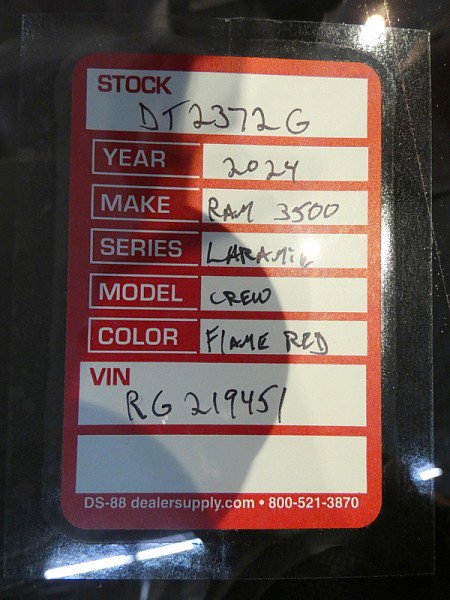 STOCK
DT2372G
YEAR 2024
MAKE RAM 3500
SERIES LARAMIE
MODEL CREW
COLOR FLAME RED
VIN
RG219451
DS-88 dealersupply.com • 800-521-3870